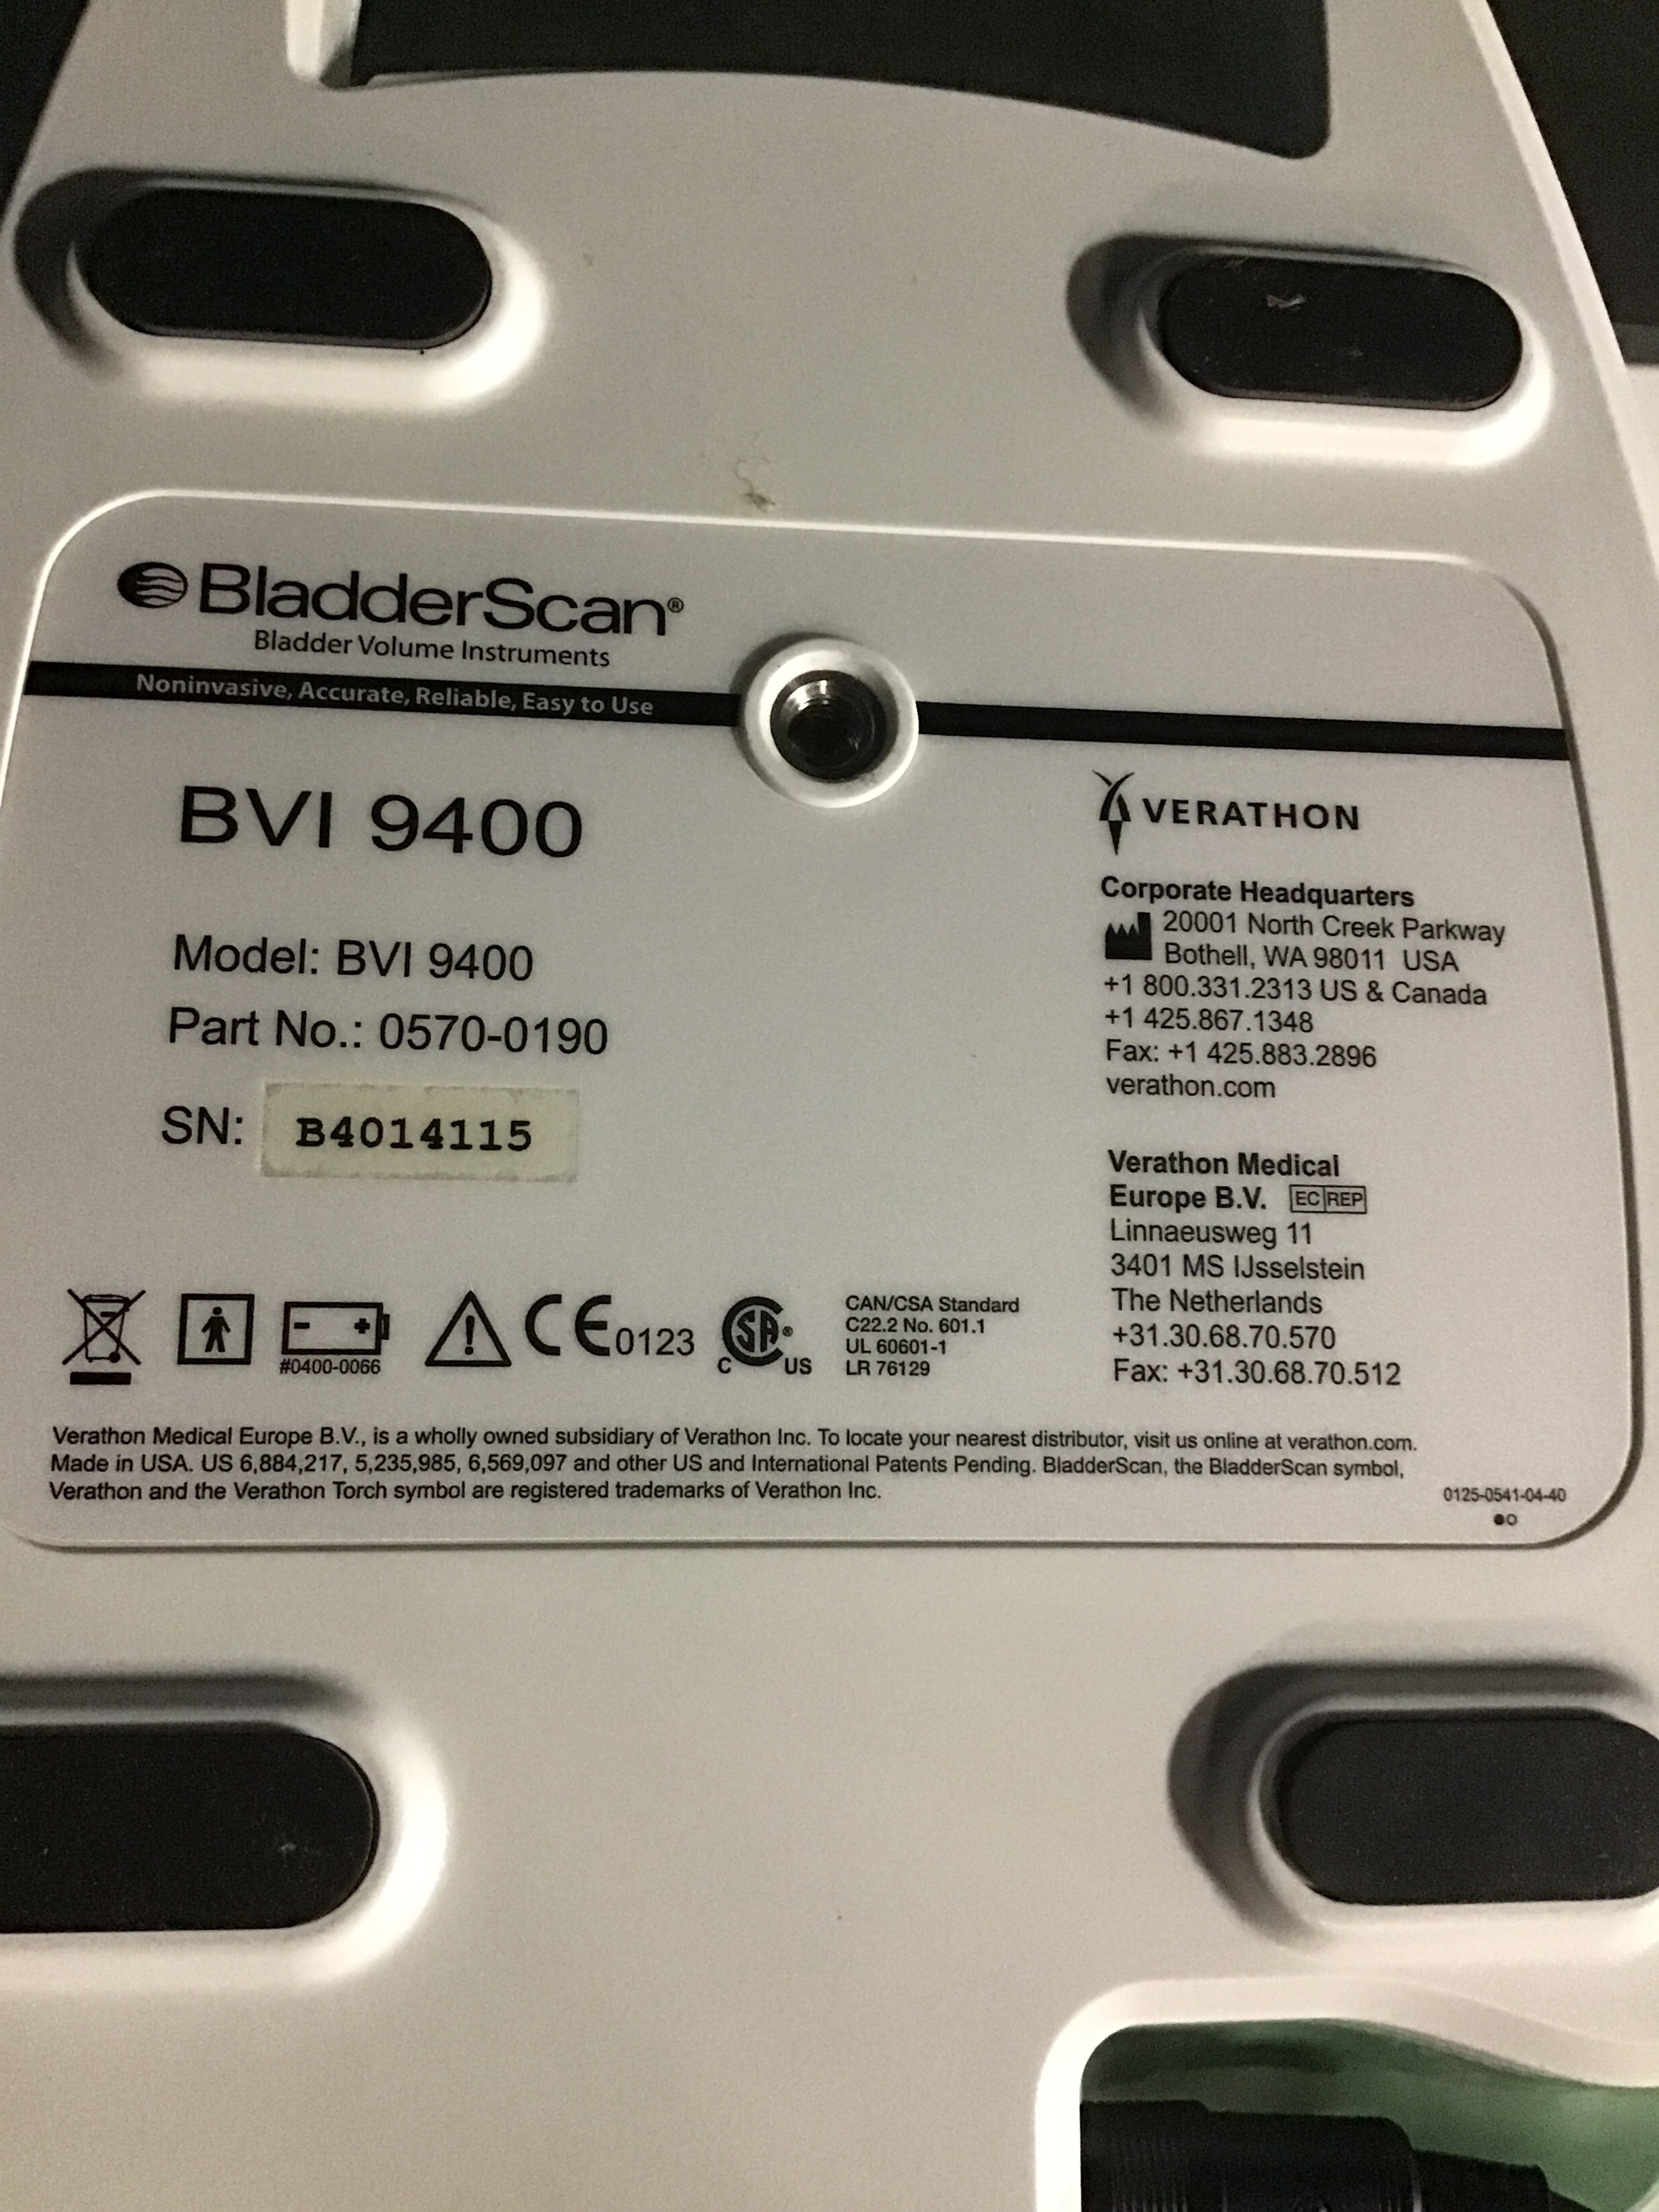 BladderScan®
Bladder Volume Instruments
Noninvasive, Accurate, Reliable, Easy to Use
BVI 9400
Model: BVI 9400
Part No.: 0570-0190
SN: B4014115
VERATHON
Corporate Headquarters
20001 North Creek Parkway
Bothell, WA 98011 USA
+1 800.331.2313 US & Canada
+1 425.867.1348
Fax: +1 425.883.2896
verathon.com
Verathon Medical
Europe B.V. EC REP
Linnaeusweg 11
3401 MS IJsselstein
The Netherlands
+31.30.68.70.570
Fax: +31.30.68.70.512
- +
#0400-0066
!
CE 0123
C SA® US
CAN/CSA Standard
C22.2 No. 601.1
UL 60601-1
LR 76129
Verathon Medical Europe B.V., is a wholly owned subsidiary of Verathon Inc. To locate your nearest distributor, visit us online at verathon.com.
Made in USA. US 6,884,217, 5,235,985, 6,569,097 and other US and International Patents Pending. BladderScan, the BladderScan symbol,
Verathon and the Verathon Torch symbol are registered trademarks of Verathon Inc.
0125-0541-04-40